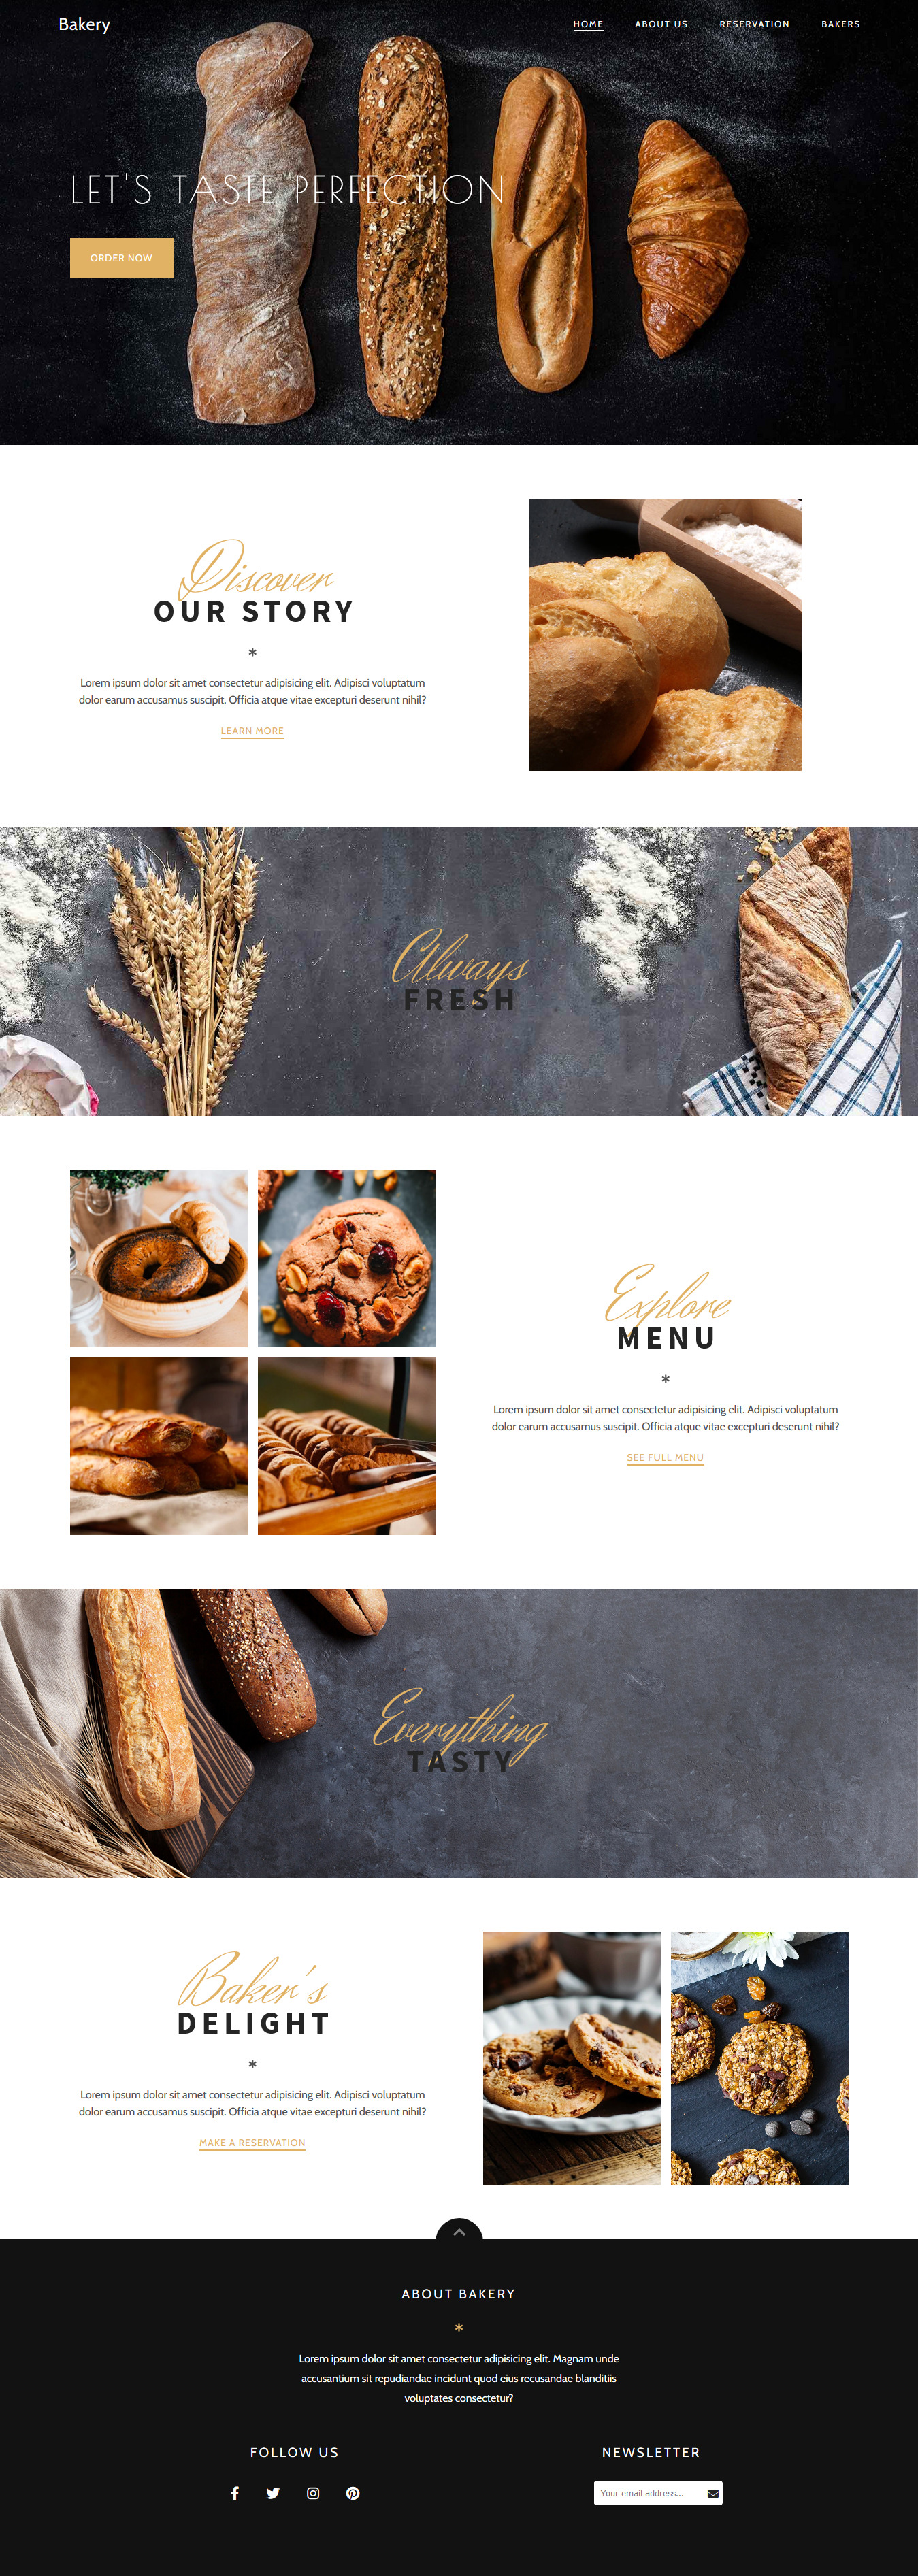 Bakery
HOME
ABOUT US
RESERVATION
BAKERS
LET'S TASTE PERFECTION
ORDER NOW
Discover
OUR STORY
*
Lorem ipsum dolor sit amet consectetur adipisicing elit. Adipisci voluptatum
dolor earum accusamus suscipit. Officia atque vitae excepturi deserunt nihil?
LEARN MORE
Always
FRESH
Explore
MENU
*
Lorem ipsum dolor sit amet consectetur adipisicing elit. Adipisci voluptatum
dolor earum accusamus suscipit. Officia atque vitae excepturi deserunt nihil?
SEE FULL MENU
Everything
TASTY
Baker's
DELIGHT
*
Lorem ipsum dolor sit amet consectetur adipisicing elit. Adipisci voluptatum
dolor earum accusamus suscipit. Officia atque vitae excepturi deserunt nihil?
MAKE A RESERVATION
ABOUT BAKERY
*
Lorem ipsum dolor sit amet consectetur adipisicing elit. Magnam unde
accusantium sit repudiandae incidunt quod eius recusandae blanditiis
voluptates consectetur?
FOLLOW US
NEWSLETTER
Your email address...